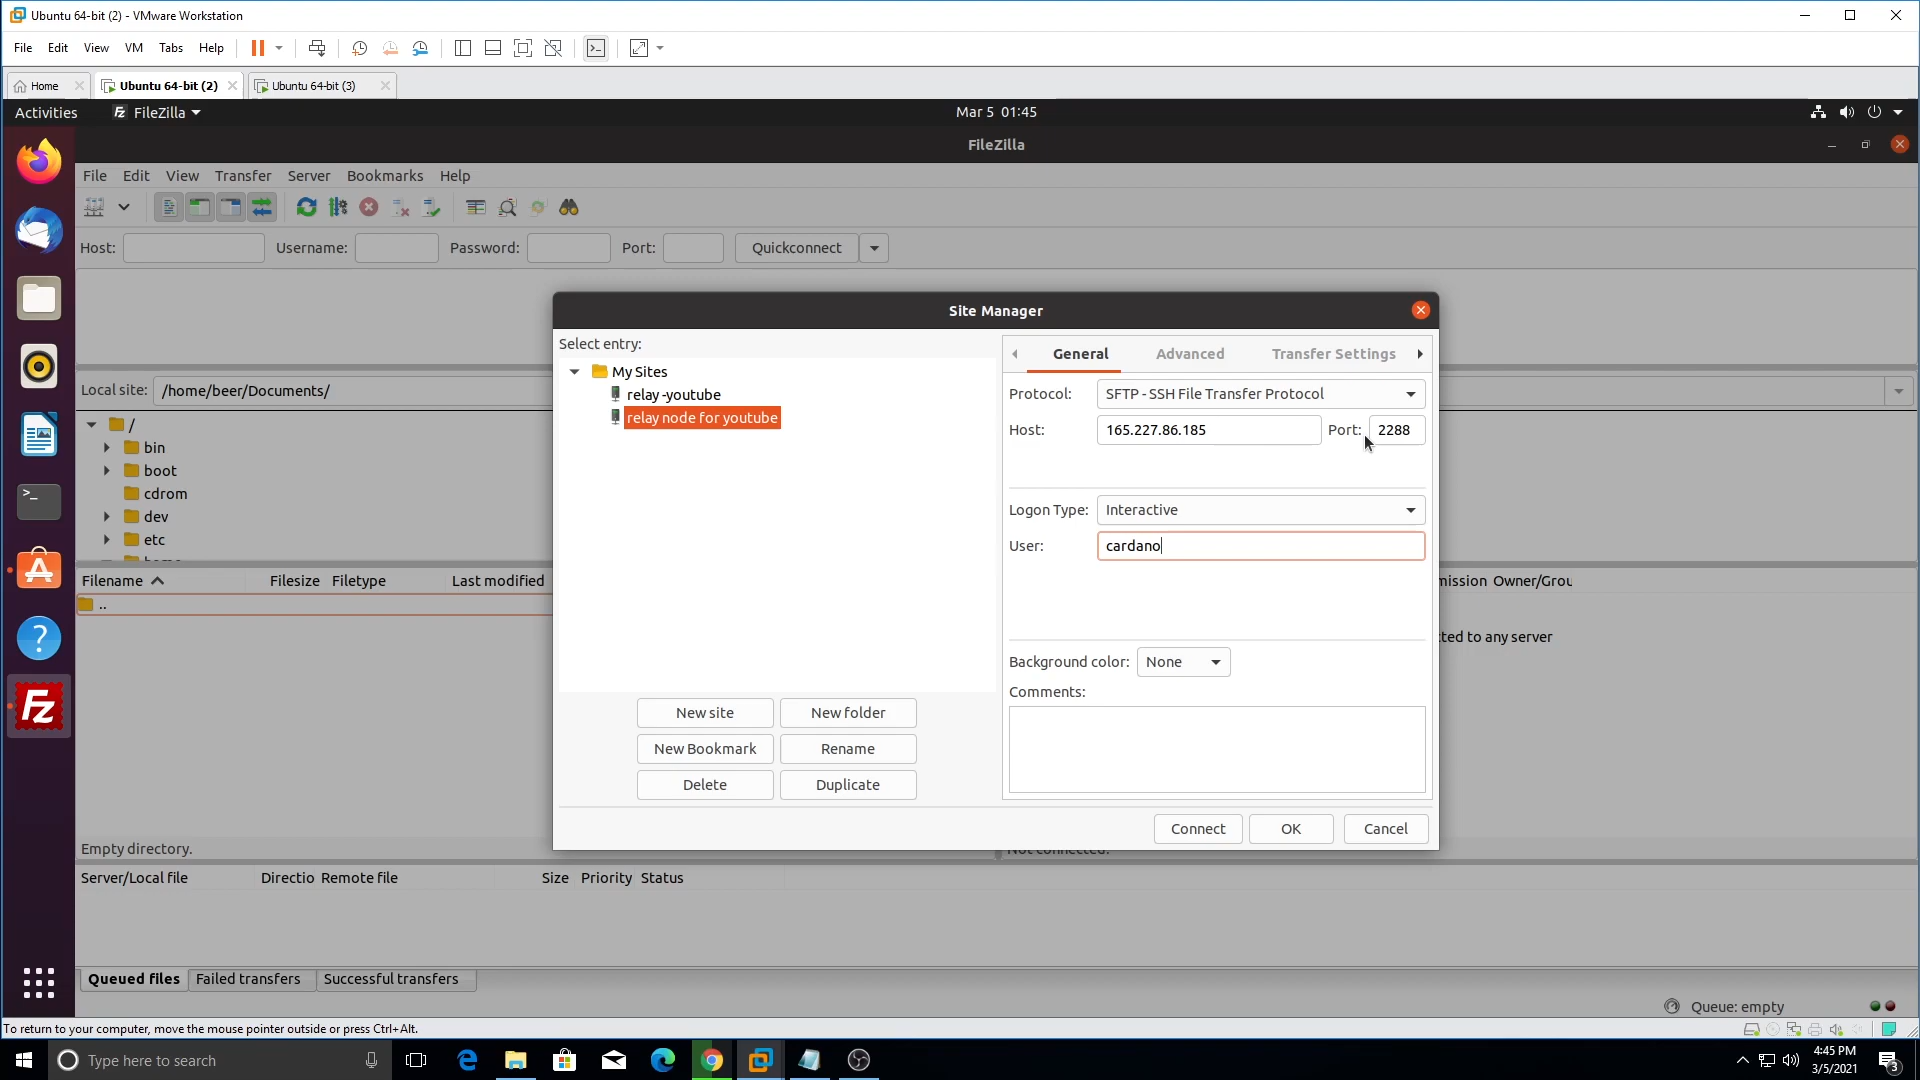 Ubuntu 64-bit (2) - VMware Workstation
File Edit View VM Tabs Help
Home Ubuntu 64-bit (2) Ubuntu 64-bit (3)
Activities FileZilla Mar 5 01:45
FileZilla
File Edit View Transfer Server Bookmarks Help
Host: Username: Password: Port: Quickconnect
Site Manager
Select entry:
My Sites
relay -youtube
relay node for youtube
New site New folder
New Bookmark Rename
Delete Duplicate
General Advanced Transfer Settings
Protocol: SFTP - SSH File Transfer Protocol
Host: 165.227.86.185 Port: 2288
Logon Type: Interactive
User: cardano
Background color: None
Comments:
Connect OK Cancel
Local site: /home/beer/Documents/
/
bin
boot
cdrom
dev
etc
Filename Filesize Filetype Last modified
..
mission Owner/Grou
cted to any server
Empty directory.
Not connected.
Server/Local file Directio Remote file Size Priority Status
Queued files Failed transfers Successful transfers
Queue: empty
To return to your computer, move the mouse pointer outside or press Ctrl+Alt.
Type here to search
4:45 PM
3/5/2021
3